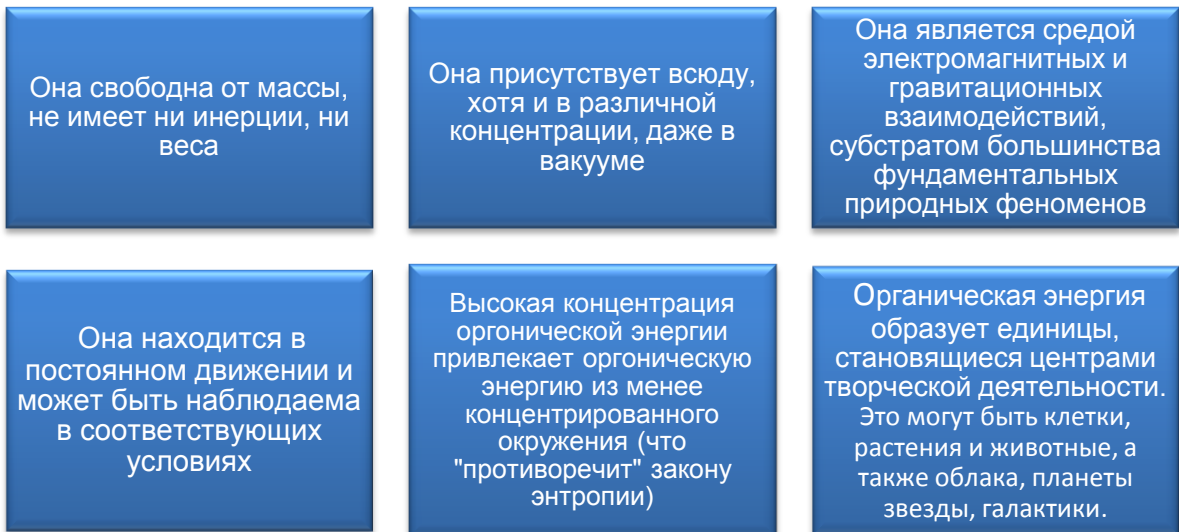 Она свободна от массы,
не имеет ни инерции, ни
веса
Она присутствует всюду,
хотя и в различной
концентрации, даже в
вакууме
Она является средой
электромагнитных и
гравитационных
взаимодействий,
субстратом большинства
фундаментальных
природных феноменов
Она находится в
постоянном движении и
может быть наблюдаема
в соответствующих
условиях
Высокая концентрация
оргонической энергии
привлекает оргоническую
энергию из менее
концентрированного
окружения (что
"противоречит" закону
энтропии)
Органическая энергия
образует единицы,
становящиеся центрами
творческой деятельности.
Это могут быть клетки,
растения и животные, а
также облака, планеты
звезды, галактики.